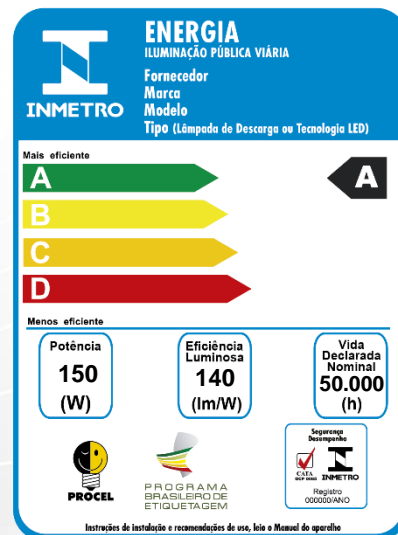 ENERGIA
ILUMINAÇÃO PÚBLICA VIÁRIA
Fornecedor
Marca
Modelo
Tipo (Lâmpada de Descarga ou Tecnologia LED)
INMETRO
Mais eficiente
A
A
B
C
D
Menos eficiente
Potência
150
(W)
Eficiência
Luminosa
140
(lm/W)
Vida
Declarada
Nominal
50.000
(h)
PROCEL
PROGRAMA
BRASILEIRO DE
ETIQUETAGEM
Segurança
Desempenho
INMETRO
Registro
000000/ANO
Instruções de instalação e recomendações de uso, leia o Manual do aparelho